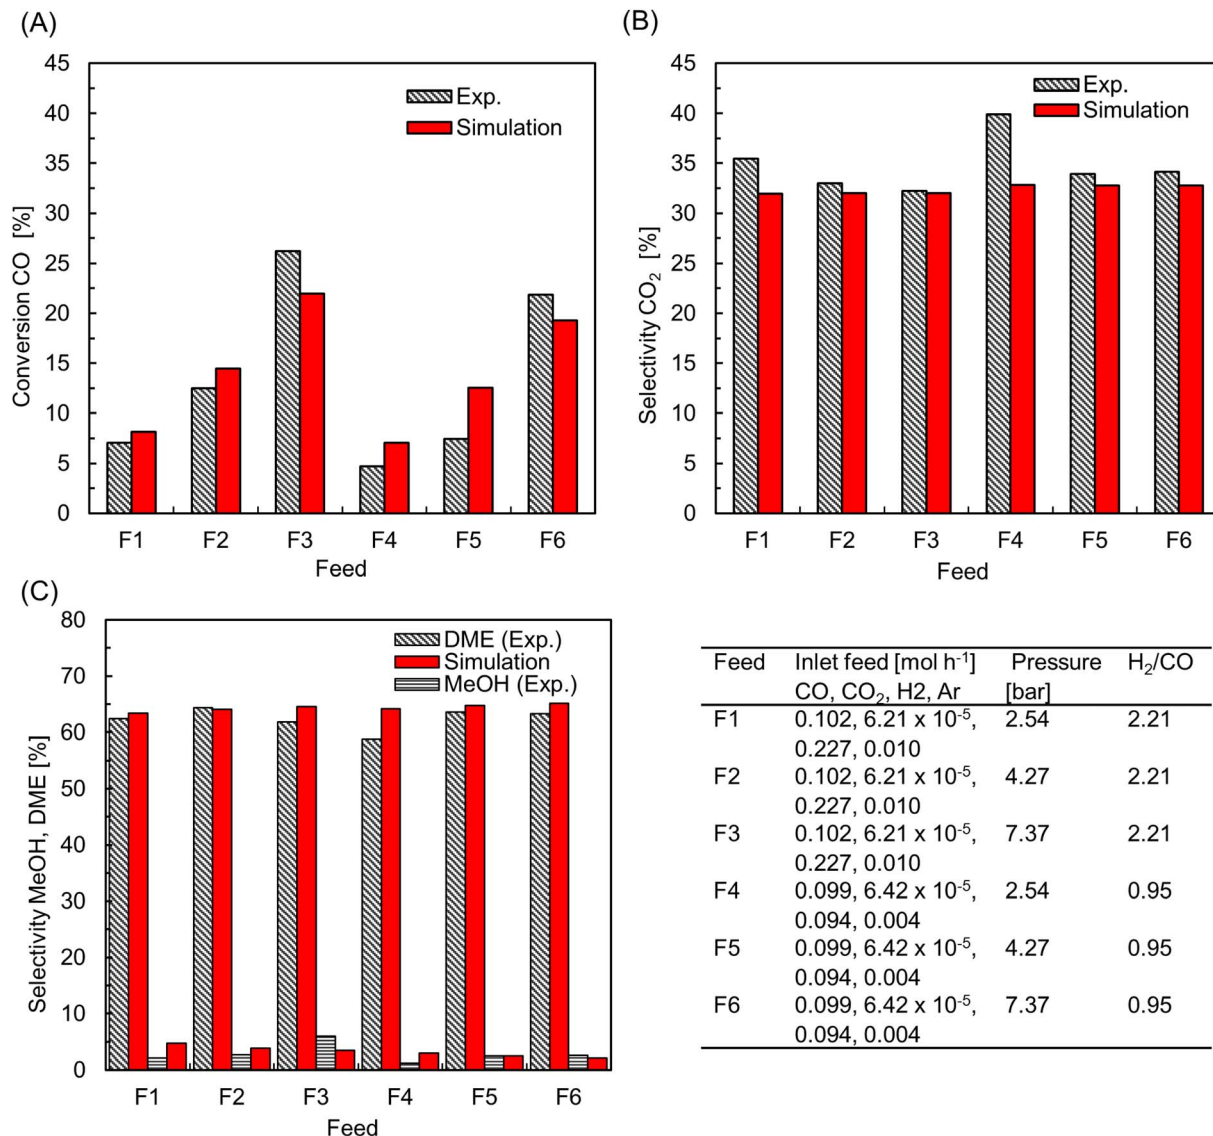 (A)
45
40
35
30
25
20
15
10
5
0
Conversion CO [%]
Exp.
Simulation
F1 F2 F3 F4 F5 F6
Feed
(B)
45
40
35
30
25
20
15
10
5
0
Selectivity CO₂ [%]
Exp.
Simulation
F1 F2 F3 F4 F5 F6
Feed
(C)
80
70
60
50
40
30
20
10
0
Selectivity MeOH, DME [%]
DME (Exp.)
Simulation
MeOH (Exp.)
F1 F2 F3 F4 F5 F6
Feed
Feed Inlet feed [mol h⁻¹] Pressure H₂/CO
CO, CO₂, H2, Ar [bar]
F1 0.102, 6.21 x 10⁻⁵, 2.54 2.21
0.227, 0.010
F2 0.102, 6.21 x 10⁻⁵, 4.27 2.21
0.227, 0.010
F3 0.102, 6.21 x 10⁻⁵, 7.37 2.21
0.227, 0.010
F4 0.099, 6.42 x 10⁻⁵, 2.54 0.95
0.094, 0.004
F5 0.099, 6.42 x 10⁻⁵, 4.27 0.95
0.094, 0.004
F6 0.099, 6.42 x 10⁻⁵, 7.37 0.95
0.094, 0.004